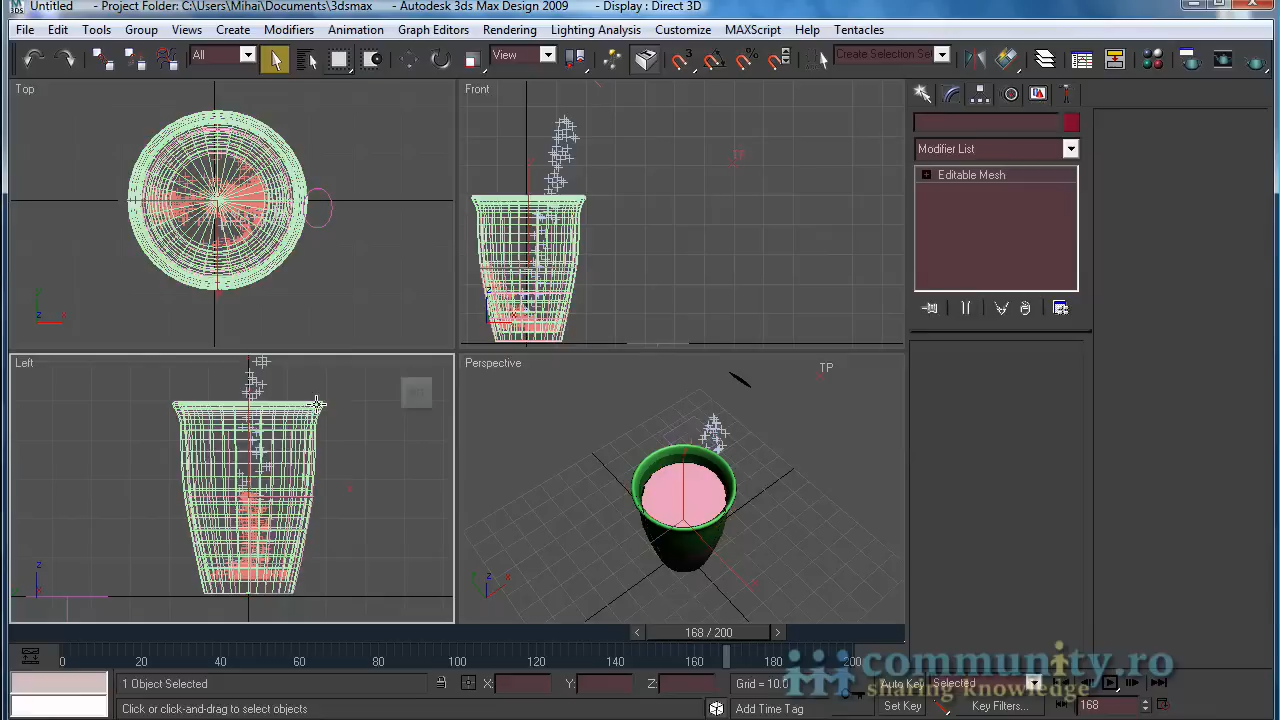 Untitled - Project Folder: C:\Users\Mihai\Documents\3dsmax - Autodesk 3ds Max Design 2009 - Display : Direct 3D
File Edit Tools Group Views Create Modifiers Animation Graph Editors Rendering Lighting Analysis Customize MAXScript Help Tentacles
All View Create Selection Se
Top Front
TP
Modifier List
Editable Mesh
Left Perspective TP
168 / 200
0 20 40 60 80 100 120 140 160 180 200
community.ro
sharing knowledge
1 Object Selected X: Y: Z: Grid = 10.0 Auto Key Selected
Click or click-and-drag to select objects Add Time Tag Set Key Key Filters... 168